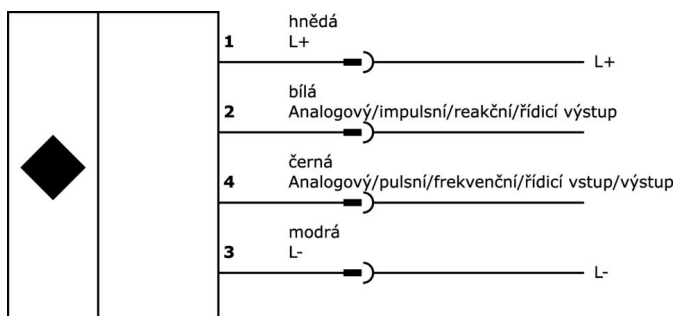 hnědá
1 L+
L+
bílá
2 Analogový/impulsní/reakční/řídicí výstup
černá
4 Analogový/pulsní/frekvenční/řídicí vstup/výstup
modrá
3 L-
L-